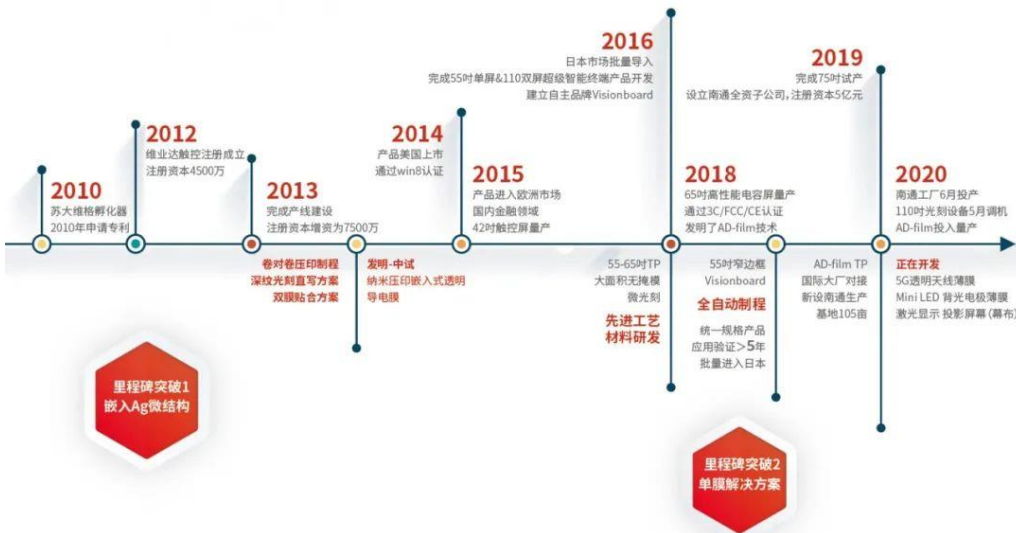 2010
苏大维格孵化器
2010年申请专利
2012
维业达触控注册成立
注册资本4500万
2013
完成产线建设
注册资本增资为7500万
2014
产品美国上市
通过win8认证
2015
产品进入欧洲市场
国内金融领域
42吋触控屏量产
2016
日本市场批量导入
完成55吋单屏&110双屏超级智能终端产品开发
建立自主品牌Visionboard
2018
65吋高性能电容屏量产
通过3C/FCC/CE认证
发明了AD-film技术
2019
完成75吋试产
设立南通全资子公司,注册资本5亿元
2020
南通工厂6月投产
110吋光刻设备5月调机
AD-film投入量产
卷对卷压印制程
深纹光刻直写方案
双膜贴合方案
发明-中试
纳米压印嵌入式透明
导电膜
55-65吋TP
大面积无掩模
微光刻
先进工艺
材料研发
55吋窄边框
Visionboard
全自动制程
统一规格产品
应用验证>5年
批量进入日本
AD-film TP
国际大厂对接
新设南通生产
基地105亩
正在开发
5G透明天线薄膜
Mini LED 背光电极薄膜
激光显示 投影屏幕(幕布)
里程碑突破1
嵌入Ag微结构
里程碑突破2
单膜解决方案